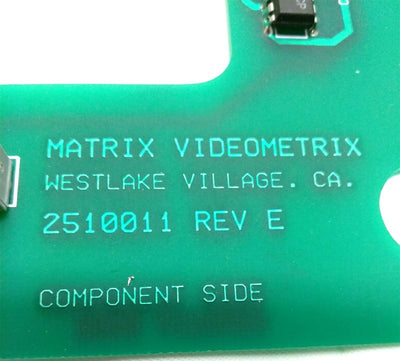 MATRIX VIDEOMETRIX
WESTLAKE VILLAGE. CA.
2510011 REV E
COMPONENT SIDE